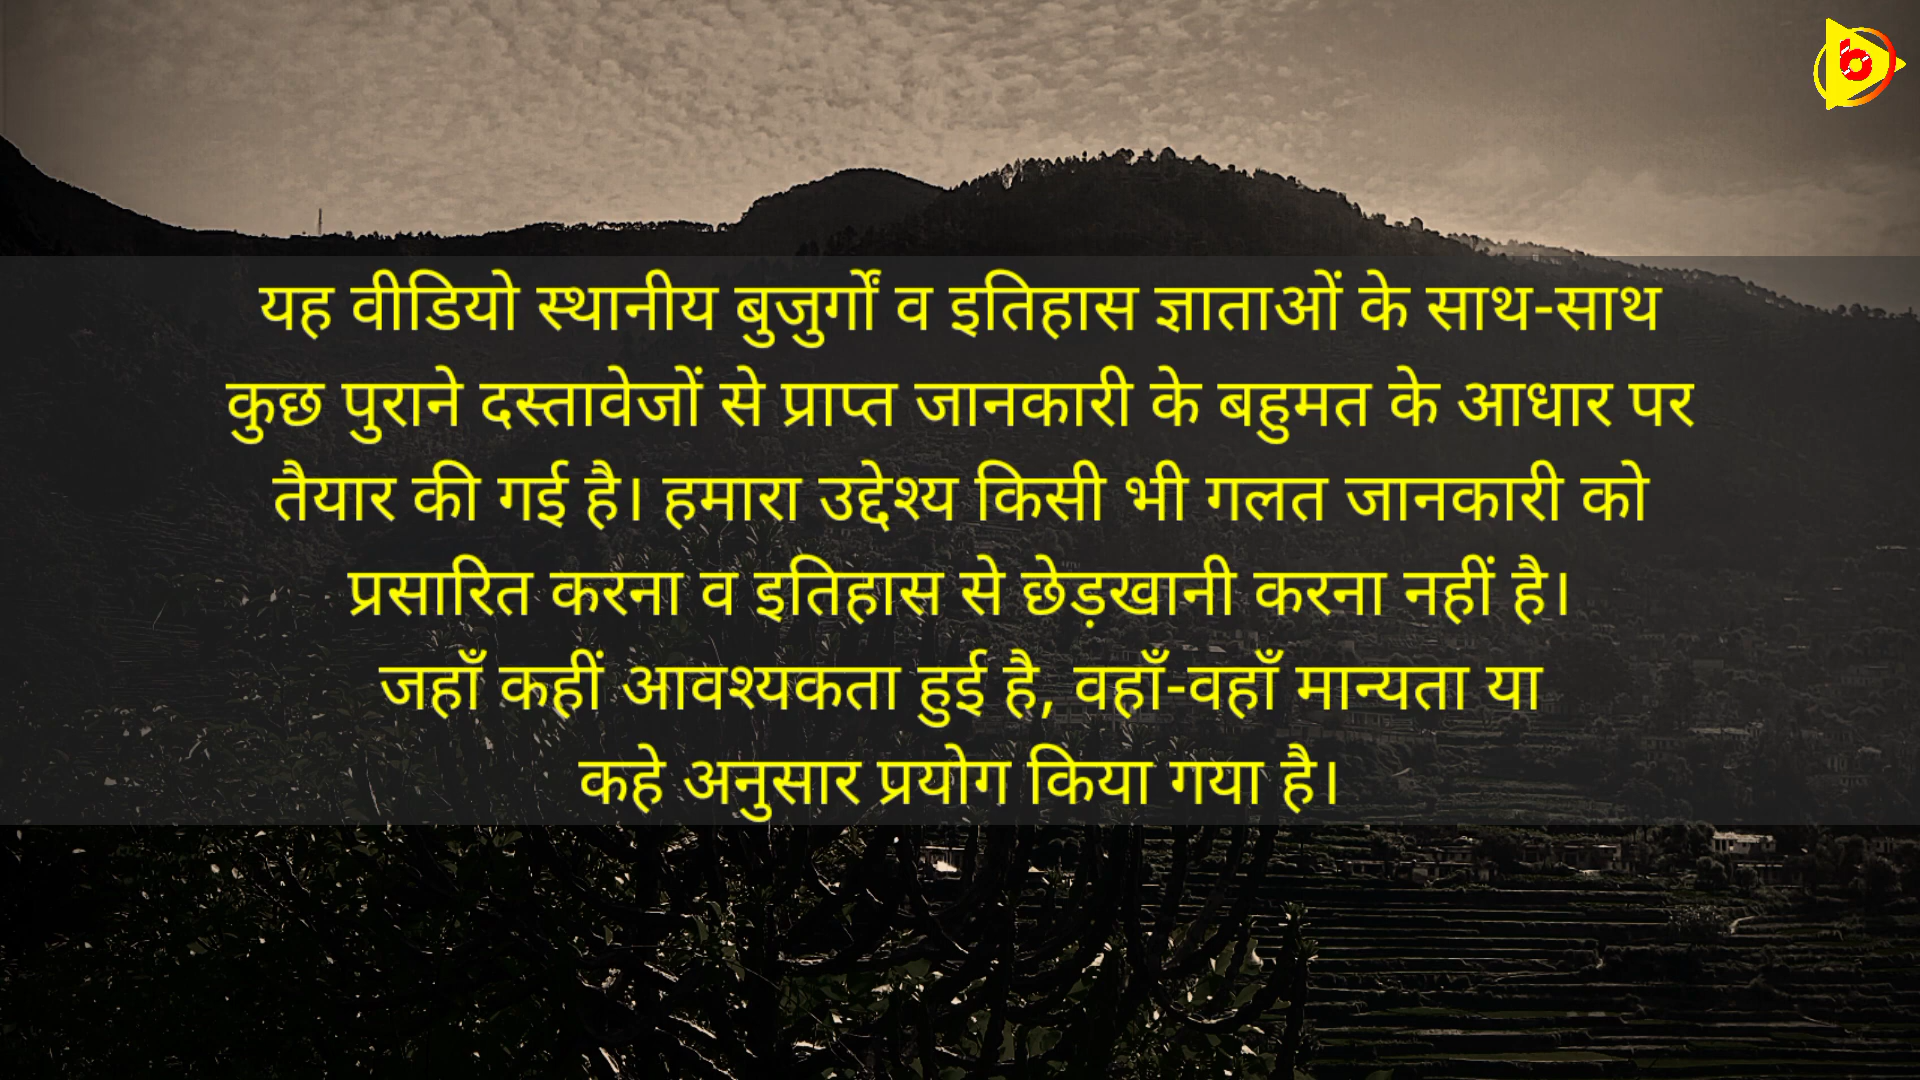 b
यह वीडियो स्थानीय बुजुर्गों व इतिहास ज्ञाताओं के साथ-साथ
कुछ पुराने दस्तावेजों से प्राप्त जानकारी के बहुमत के आधार पर
तैयार की गई है। हमारा उद्देश्य किसी भी गलत जानकारी को
प्रसारित करना व इतिहास से छेड़खानी करना नहीं है।
जहाँ कहीं आवश्यकता हुई है, वहाँ-वहाँ मान्यता या
कहे अनुसार प्रयोग किया गया है।